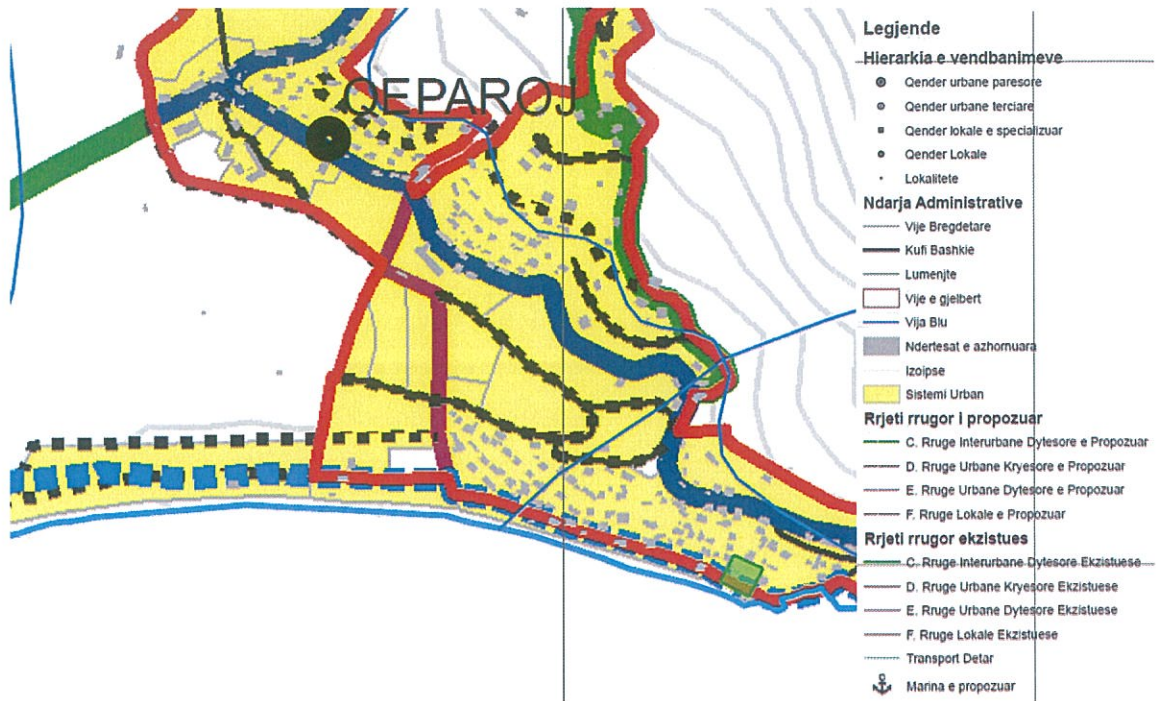 QEPAROJ
Legjende
Hierarkia e vendbanimeve
Qender urbane paresore
Qender urbane terciare
Qender lokale e specializuar
Qender Lokale
Lokalitete
Ndarja Administrative
Vije Bregdetare
Kufi Bashkie
Lumenjte
Vije e gjelbert
Vija Blu
Ndertesat e azhornuara
Izoipse
Sistemi Urban
Rrjeti rrugor i propozuar
C. Rruge Interurbane Dytesore e Propozuar
D. Rruge Urbane Kryesore e Propozuar
E. Rruge Urbane Dytesore e Propozuar
F. Rruge Lokale e Propozuar
Rrjeti rrugor ekzistues
C. Rruge Interurbane Dytesore Ekzistuese
D. Rruge Urbane Kryesore Ekzistuese
E. Rruge Urbane Dytesore Ekzistuese
F. Rruge Lokale Ekzistuese
Transport Detar
Marina e propozuar